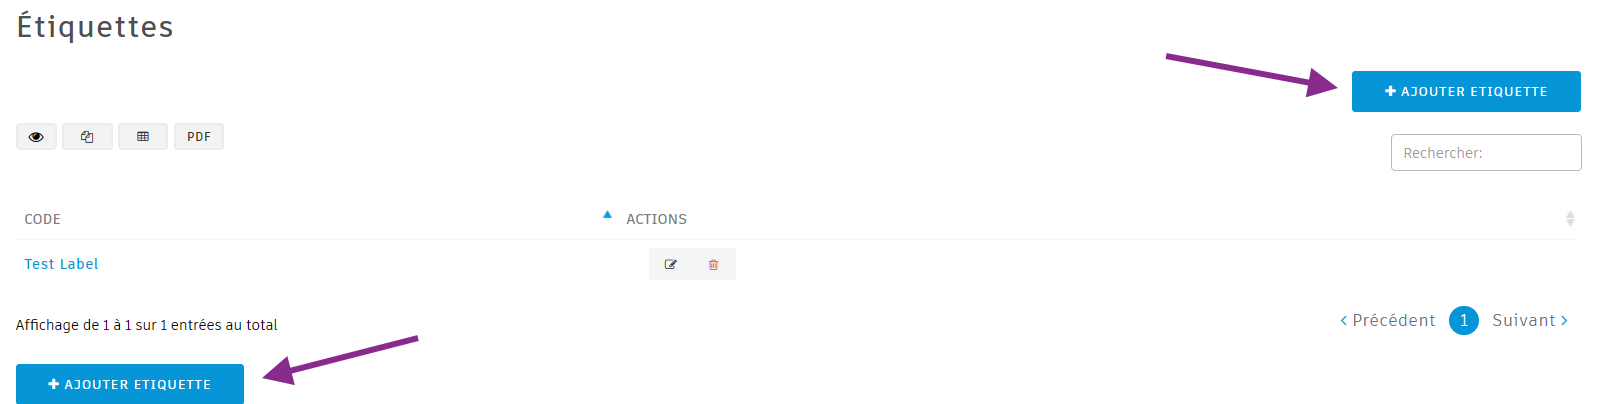 Étiquettes
AJOUTER ETIQUETTE
PDF
Rechercher:
CODE ACTIONS
Test Label
Affichage de 1 à 1 sur 1 entrées au total
Précédent 1 Suivant
AJOUTER ETIQUETTE